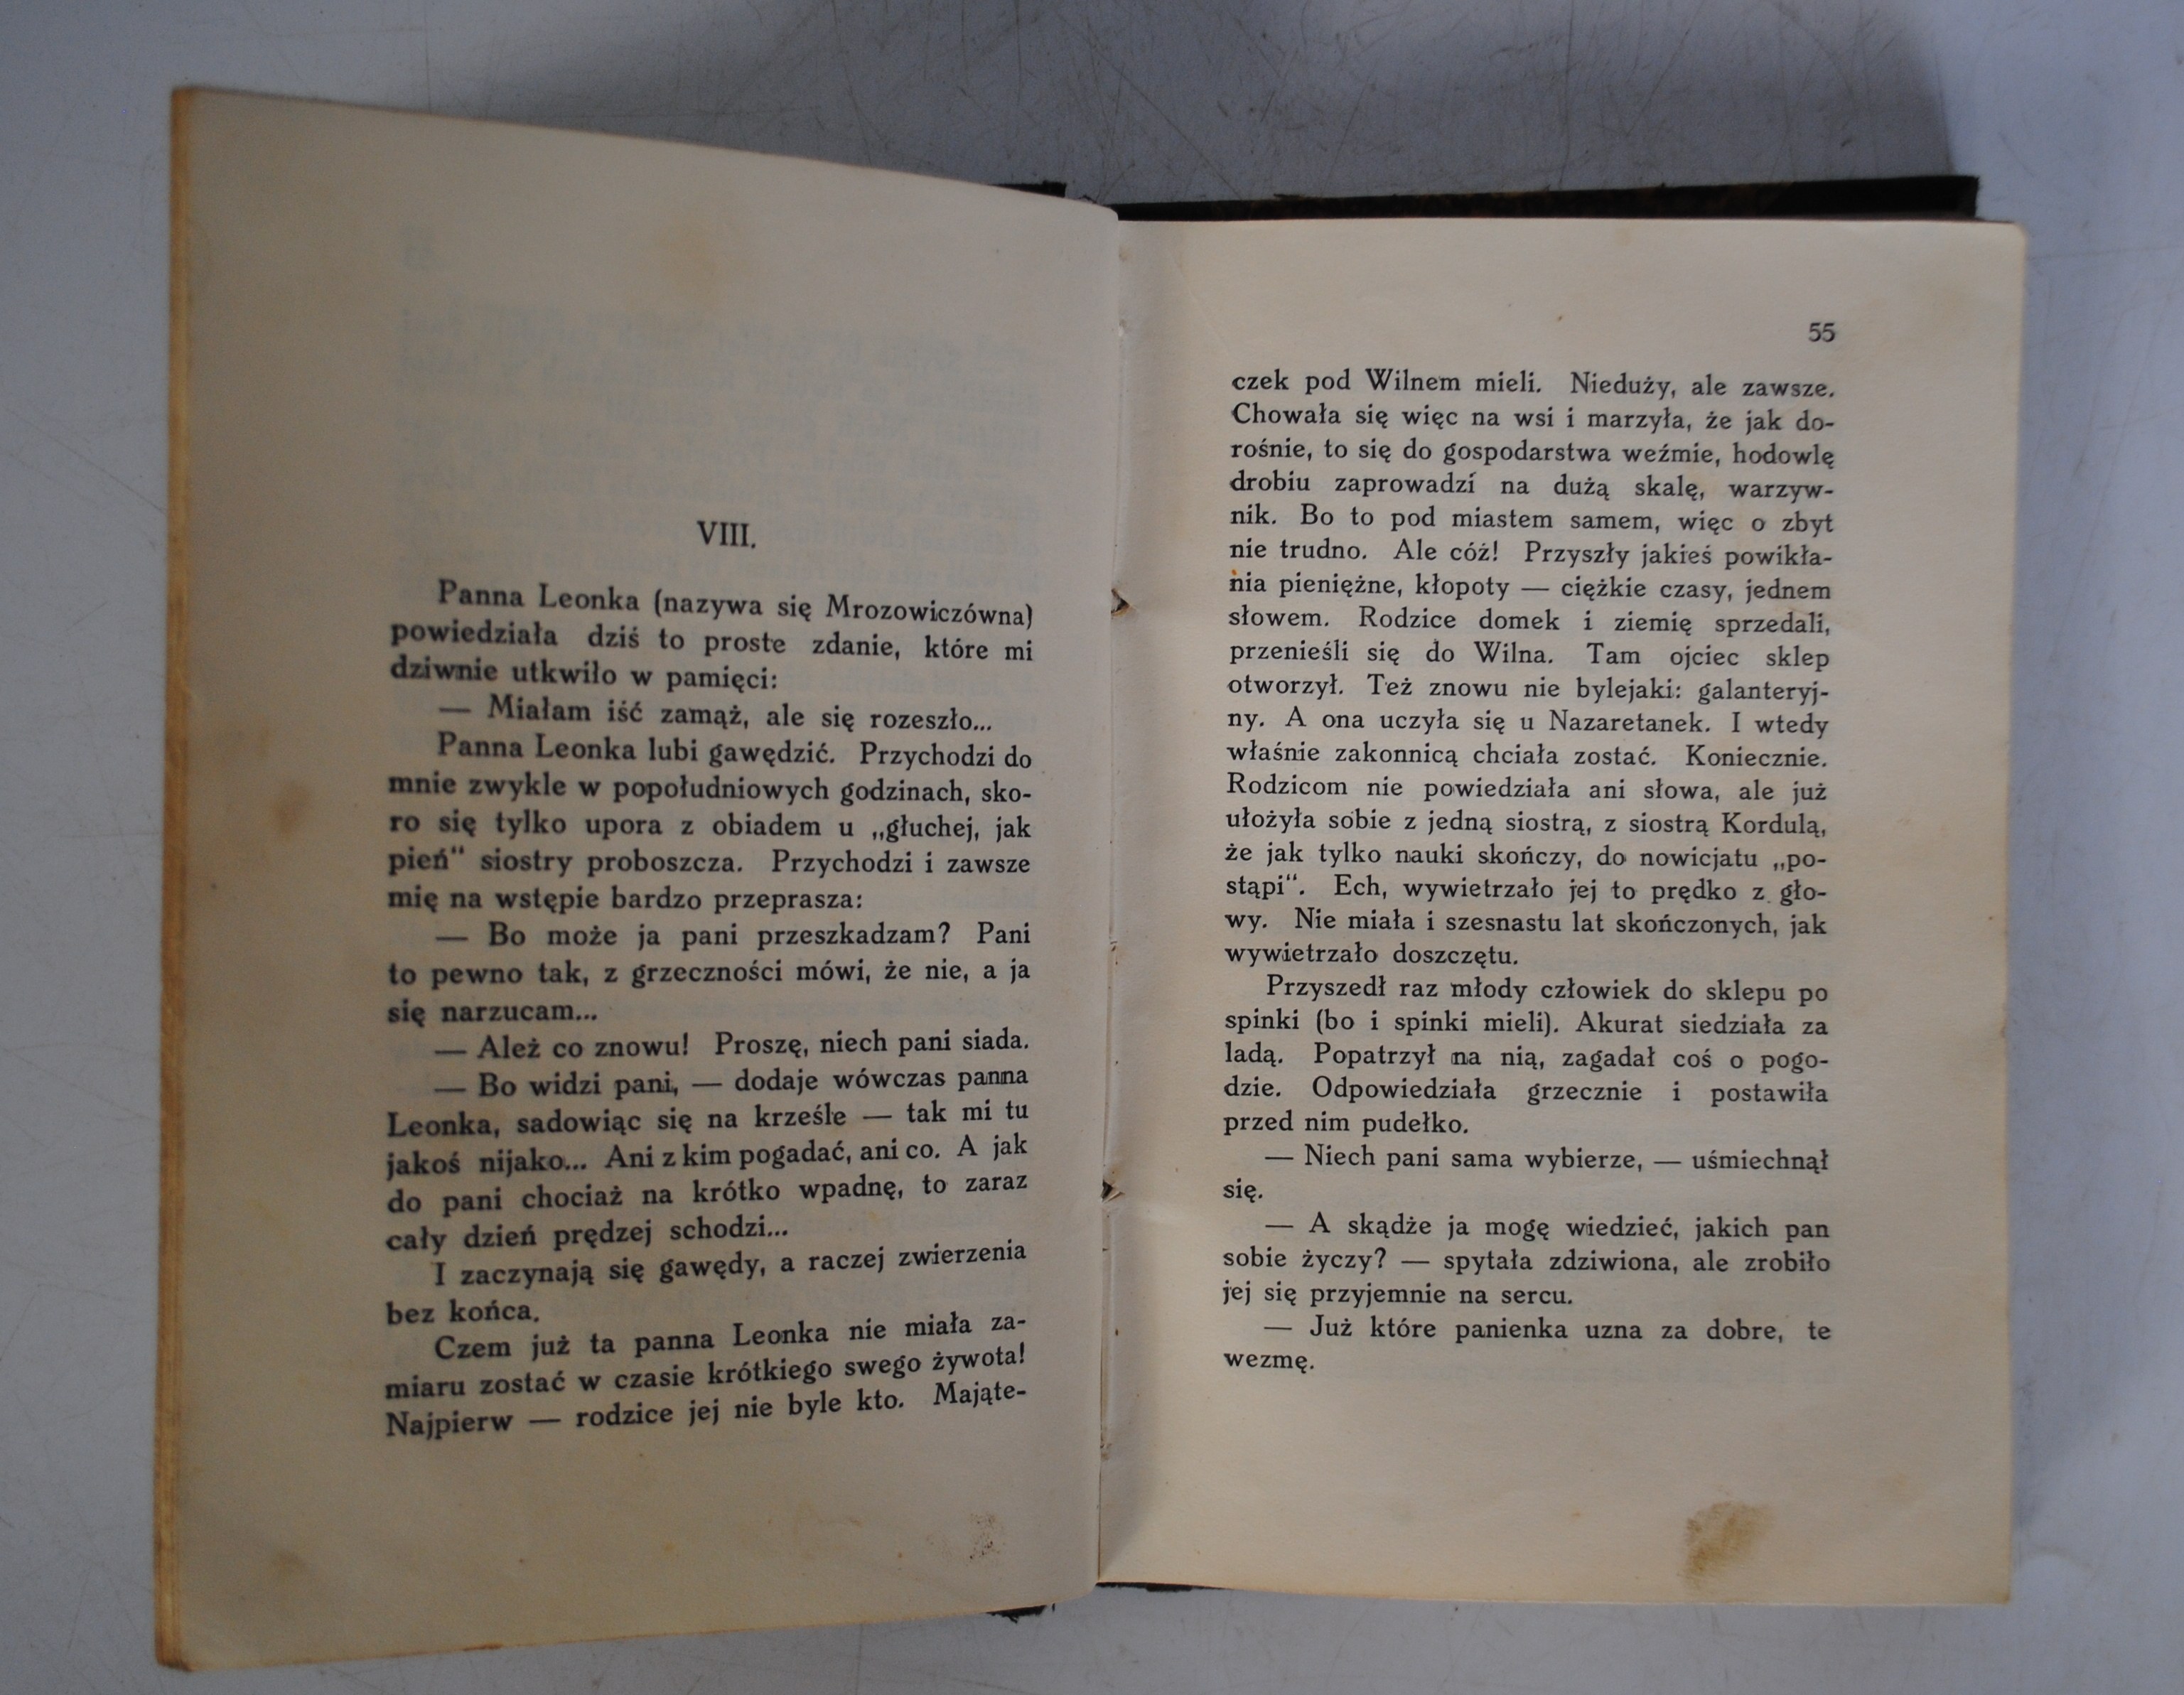 VIII.
Panna Leonka (nazywa się Mrozowiczówna)
powiedziała dziś to proste zdanie, które mi
dziwnie utkwiło w pamięci:
— Miałam iść zamąż, ale się rozeszło...
Panna Leonka lubi gawędzić. Przychodzi do
mnie zwykle w popołudniowych godzinach, sko-
ro się tylko upora z obiadem u „głuchej, jak
pień“ siostry proboszcza. Przychodzi i zawsze
mię na wstępie bardzo przeprasza:
— Bo może ja pani przeszkadzam? Pani
to pewno tak, z grzeczności mówi, że nie, a ja
się narzucam...
— Ależ co znowu! Proszę, niech pani siada.
— Bo widzi pani, — dodaje wówczas panna
Leonka, sadowiąc się na krześle — tak mi tu
jakoś nijako... Ani z kim pogadać, ani co. A jak
do pani chociaż na krótko wpadnę, to zaraz
cały dzień prędzej schodzi...
I zaczynają się gawędy, a raczej zwierzenia
bez końca.
Czem już ta panna Leonka nie miała za-
miaru zostać w czasie krótkiego swego żywota!
Najpierw — rodzice jej nie byle kto. Mająte-
55
czek pod Wilnem mieli. Nieduży, ale zawsze.
Chowała się więc na wsi i marzyła, że jak do-
rośnie, to się do gospodarstwa weźmie, hodowlę
drobiu zaprowadzi na dużą skalę, warzyw-
nik. Bo to pod miastem samem, więc o zbyt
nie trudno. Ale cóż! Przyszły jakieś powikła-
nia pieniężne, kłopoty — ciężkie czasy, jednem
słowem. Rodzice domek i ziemię sprzedali,
przenieśli się do Wilna. Tam ojciec sklep
otworzył. Też znowu nie bylejaki: galanteryj-
ny. A ona uczyła się u Nazaretanek. I wtedy
właśnie zakonnicą chciała zostać. Koniecznie.
Rodzicom nie powiedziała ani słowa, ale już
ułożyła sobie z jedną siostrą, z siostrą Kordulą,
że jak tylko nauki skończy, do nowicjatu „po-
stąpi“. Ech, wywietrzało jej to prędko z gło-
wy. Nie miała i szesnastu lat skończonych, jak
wywietrzało doszczętu.
Przyszedł raz młody człowiek do sklepu po
spinki (bo i spinki mieli). Akurat siedziała za
ladą. Popatrzył na nią, zagadał coś o pogo-
dzie. Odpowiedziała grzecznie i postawiła
przed nim pudełko.
— Niech pani sama wybierze, — uśmiechnął
się.
— A skądże ja mogę wiedzieć, jakich pan
sobie życzy? — spytała zdziwiona, ale zrobiło
jej się przyjemnie na sercu.
— Już które panienka uzna za dobre, te
wezmę.